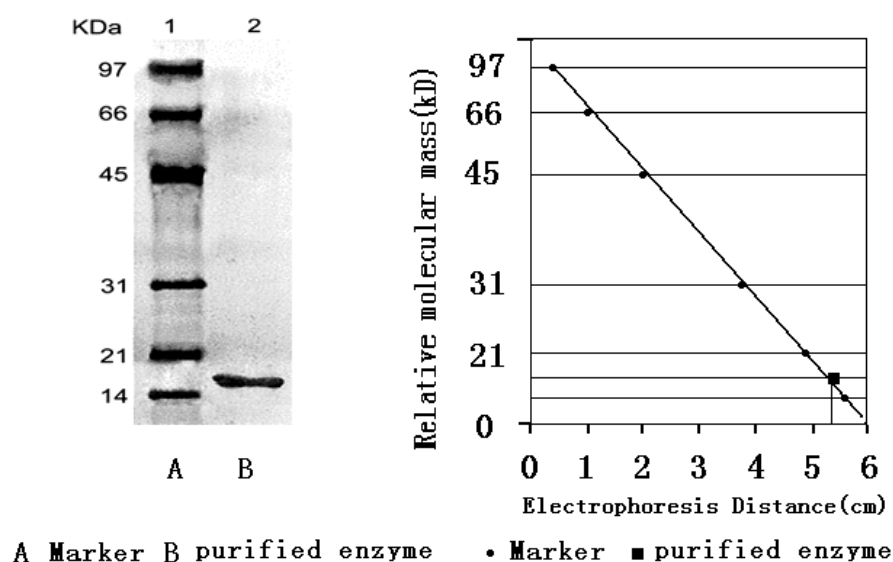 KDa 1 2
97
66
45
31
21
14
A B
Relative molecular mass(kD)
97
66
45
31
21
0
0 1 2 3 4 5 6
Electrophoresis Distance(cm)
A Marker B purified enzyme • Marker ■ purified enzyme